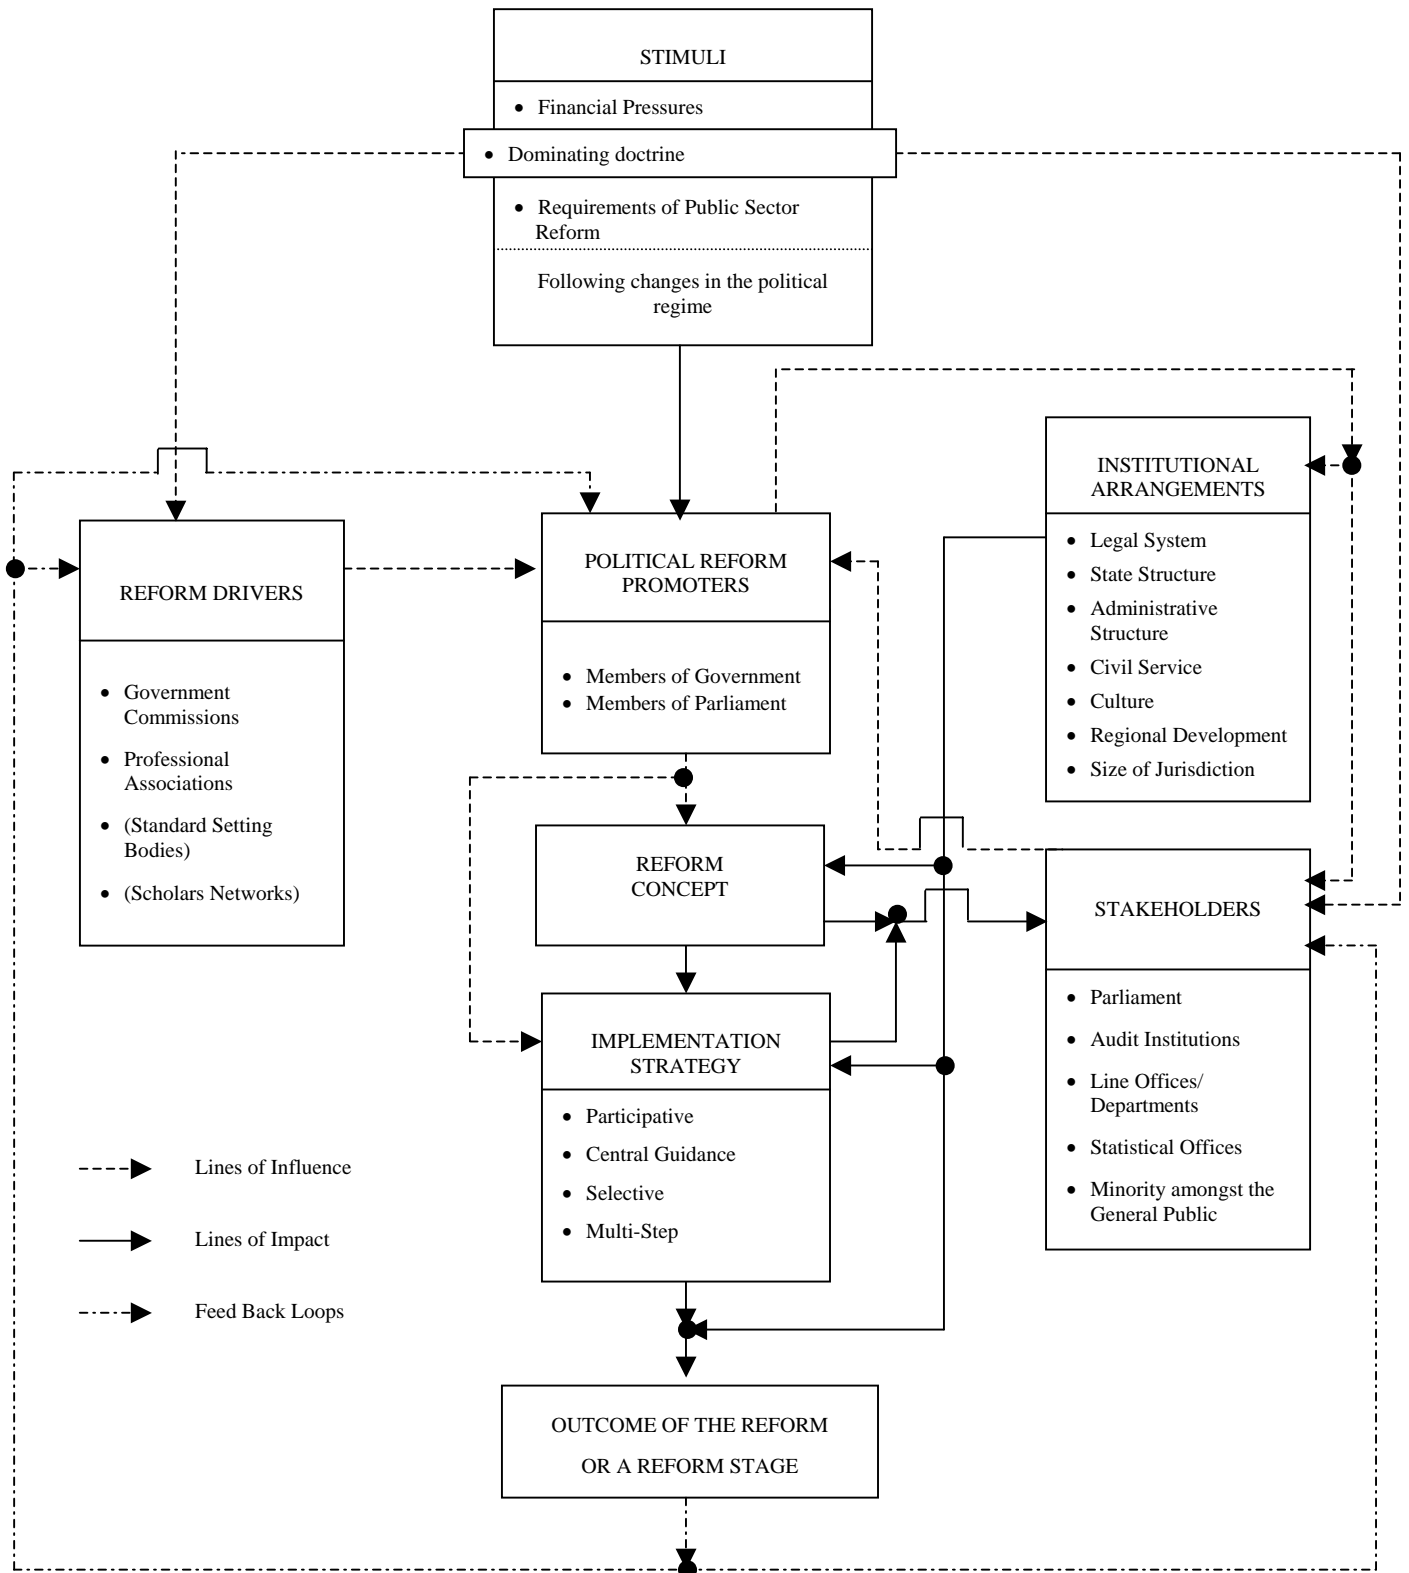 STIMULI
• Financial Pressures
• Dominating doctrine
• Requirements of Public Sector
Reform
Following changes in the political
regime
INSTITUTIONAL
ARRANGEMENTS
• Legal System
• State Structure
• Administrative
Structure
• Civil Service
• Culture
• Regional Development
• Size of Jurisdiction
REFORM DRIVERS
• Government
Commissions
• Professional
Associations
• (Standard Setting
Bodies)
• (Scholars Networks)
POLITICAL REFORM
PROMOTERS
• Members of Government
• Members of Parliament
REFORM
CONCEPT
STAKEHOLDERS
• Parliament
• Audit Institutions
• Line Offices/
Departments
• Statistical Offices
• Minority amongst the
General Public
IMPLEMENTATION
STRATEGY
• Participative
• Central Guidance
• Selective
• Multi-Step
Lines of Influence
Lines of Impact
Feed Back Loops
OUTCOME OF THE REFORM
OR A REFORM STAGE